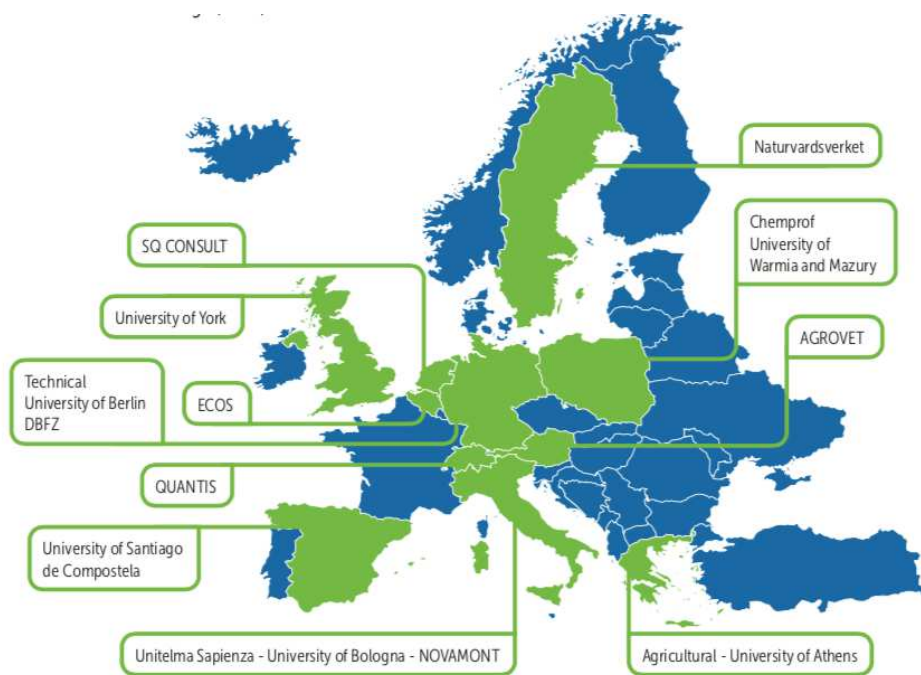 Naturvardsverket
Chemprof
University of
Warmia and Mazury
SQ CONSULT
University of York
AGROVET
Technical
University of Berlin
DBFZ
ECOS
QUANTIS
University of Santiago
de Compostela
Unitelma Sapienza - University of Bologna - NOVAMONT
Agricultural - University of Athens